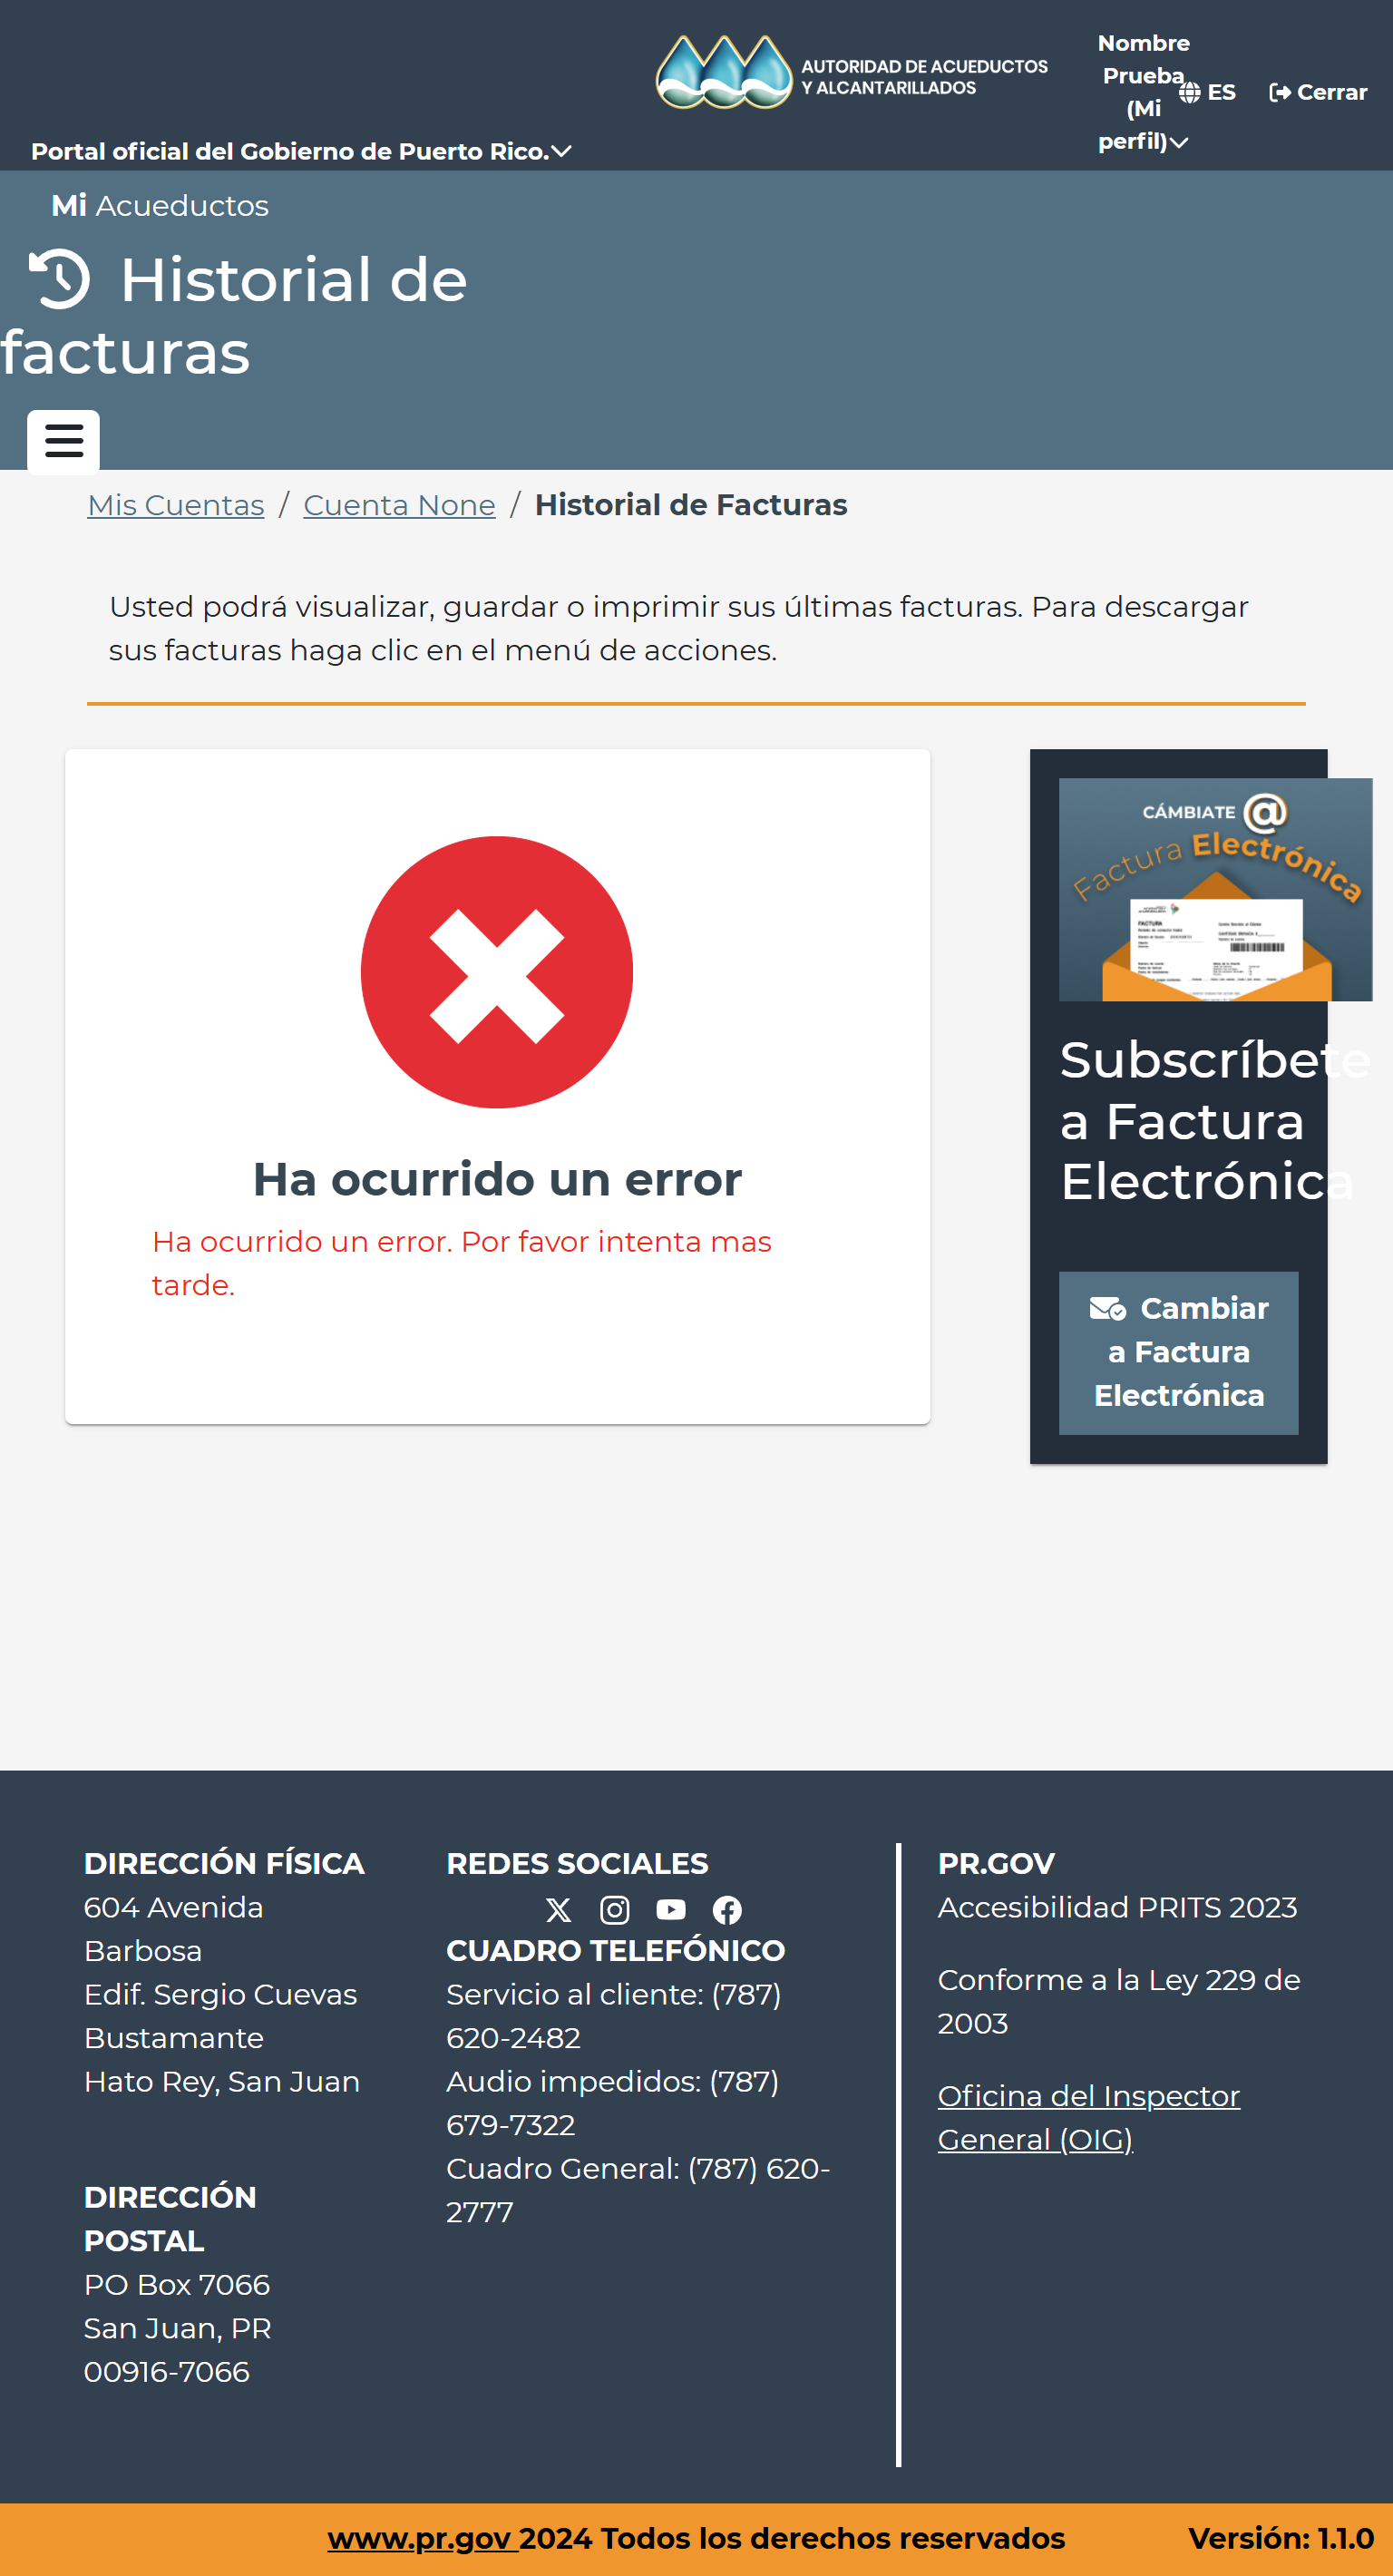 AUTORIDAD DE ACUEDUCTOS
Y ALCANTARILLADOS
Nombre
Prueba
(Mi
perfil)
ES
Cerrar
Portal oficial del Gobierno de Puerto Rico.
Mi Acueductos
Historial de
facturas
Mis Cuentas / Cuenta None / Historial de Facturas
Usted podrá visualizar, guardar o imprimir sus últimas facturas. Para descargar
sus facturas haga clic en el menú de acciones.
Ha ocurrido un error
Ha ocurrido un error. Por favor intenta mas
tarde.
CÁMBIATE @
Factura Electrónica
FACTURA
Subscríbete
a Factura
Electrónica
Cambiar
a Factura
Electrónica
DIRECCIÓN FÍSICA
604 Avenida
Barbosa
Edif. Sergio Cuevas
Bustamante
Hato Rey, San Juan
DIRECCIÓN
POSTAL
PO Box 7066
San Juan, PR
00916-7066
REDES SOCIALES
CUADRO TELEFÓNICO
Servicio al cliente: (787)
620-2482
Audio impedidos: (787)
679-7322
Cuadro General: (787) 620-
2777
PR.GOV
Accesibilidad PRITS 2023
Conforme a la Ley 229 de
2003
Oficina del Inspector
General (OIG)
www.pr.gov 2024 Todos los derechos reservados
Versión: 1.1.0